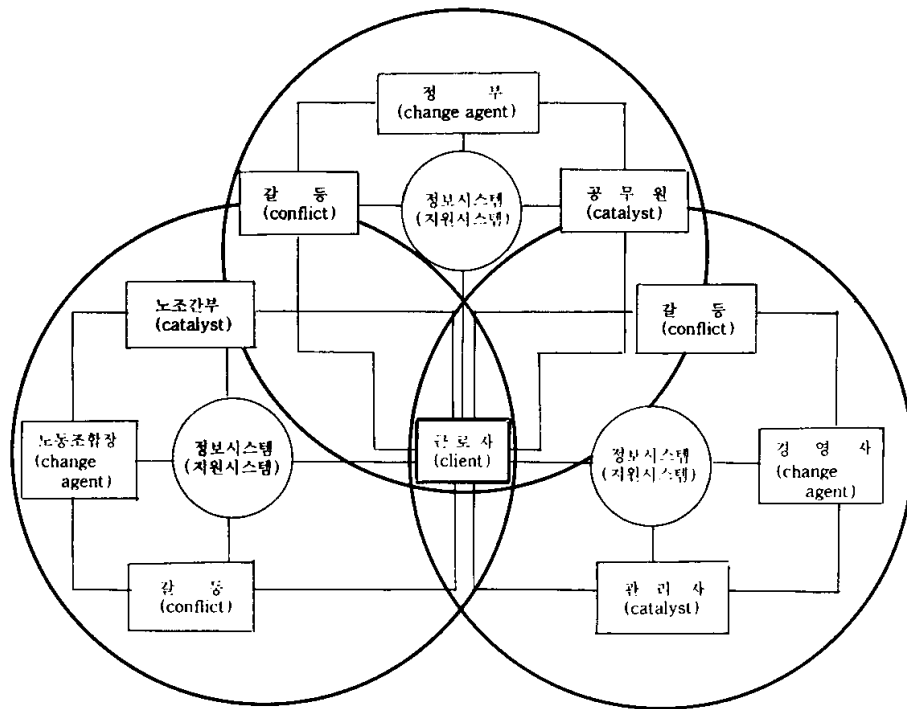 정 부
(change agent)
갈 등
(conflict)
정보시스템
(지원시스템)
공무원
(catalyst)
노조간부
(catalyst)
갈 등
(conflict)
노동조합장
(change
agent)
정보시스템
(지원시스템)
근로자
(client)
정보시스템
(지원시스템)
경 영 자
(change
agent)
갈 등
(conflict)
관 리 자
(catalyst)